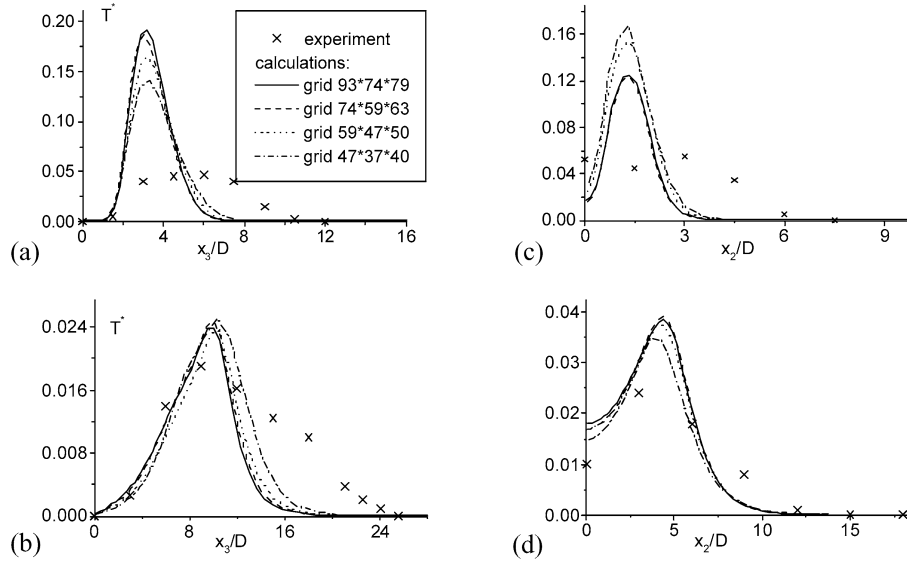 T*
0.20
0.15
0.10
0.05
0.00
0 4 8 12 16
x3/D
(a)
× experiment
calculations:
grid 93*74*79
grid 74*59*63
grid 59*47*50
grid 47*37*40
0.16
0.12
0.08
0.04
0.00
0 3 6 9
x2/D
(c)
T*
0.024
0.016
0.008
0.000
0 8 16 24
x3/D
(b)
0.04
0.03
0.02
0.01
0.00
0 5 10 15
x2/D
(d)